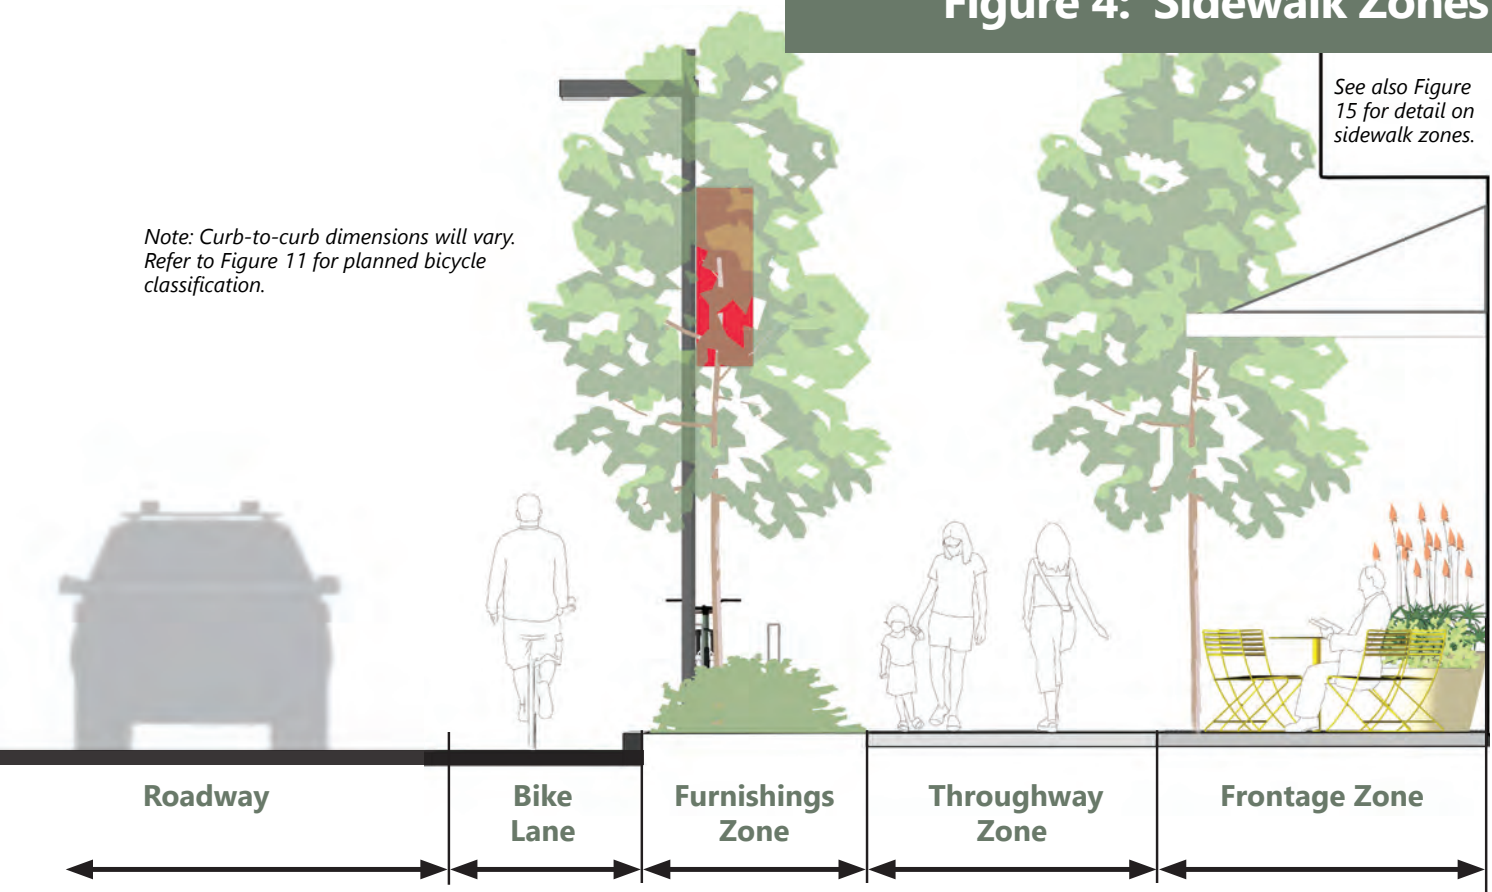 Figure 4: Sidewalk Zones
See also Figure
15 for detail on
sidewalk zones.
Note: Curb-to-curb dimensions will vary.
Refer to Figure 11 for planned bicycle
classification.
Roadway
Bike
Lane
Furnishings
Zone
Throughway
Zone
Frontage Zone